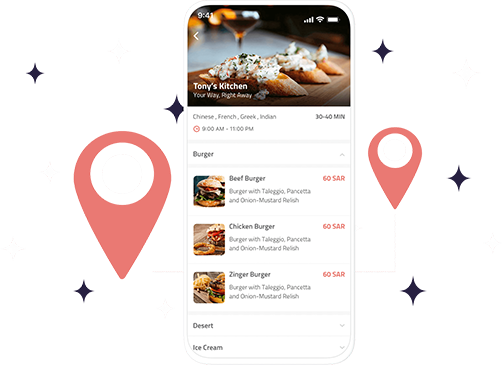 9:41
Tony's Kitchen
Your Way, Right Away
Chinese , French , Greek , Indian 30-40 MIN
9:00 AM - 11:00 PM
Burger
Beef Burger 60 SAR
Burger with Taleggio, Pancetta
and Onion-Mustard Relish
Chicken Burger 60 SAR
Burger with Taleggio, Pancetta
and Onion-Mustard Relish
Zinger Burger 60 SAR
Burger with Taleggio, Pancetta
and Onion-Mustard Relish
Desert
Ice Cream